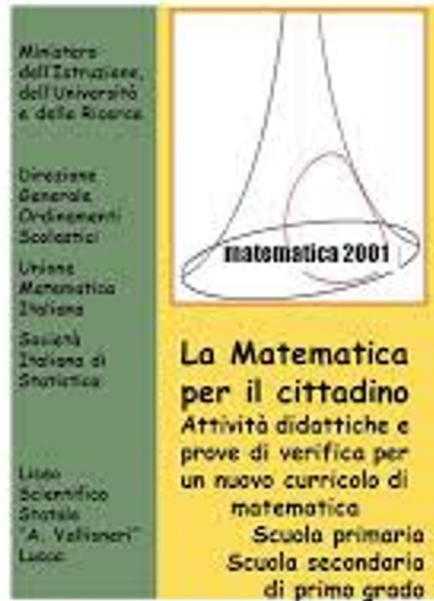 Ministero
dell'Istruzione,
dell'Università
e della Ricerca
Direzione
Generale
Ordinamenti
Scolastici
Unione
Matematica
Italiana
Società
Italiana di
Statistica
Liceo
Scientifico
Statale
"A. Vallisneri"
Lucca
matematica 2001
La Matematica
per il cittadino
Attività didattiche e
prove di verifica per
un nuovo curricolo di
matematica
Scuola primaria
Scuola secondaria
di primo grado